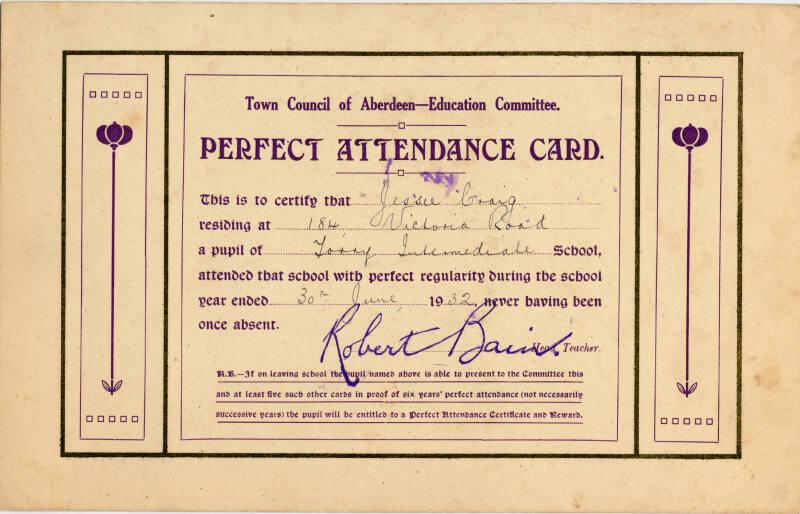 Town Council of Aberdeen—Education Committee.
PERFECT ATTENDANCE CARD.
This is to certify that Jessie Craig
residing at 184, Victoria Road
a pupil of Torry Intermediate School,
attended that school with perfect regularity during the school
year ended 30th June, 1932, never having been
once absent.
Robert Bain. Head Teacher.
N.B.—If on leaving school the pupil named above is able to present to the Committee this
and at least five such other cards in proof of six years' perfect attendance (not necessarily
successive years) the pupil will be entitled to a Perfect Attendance Certificate and Reward.